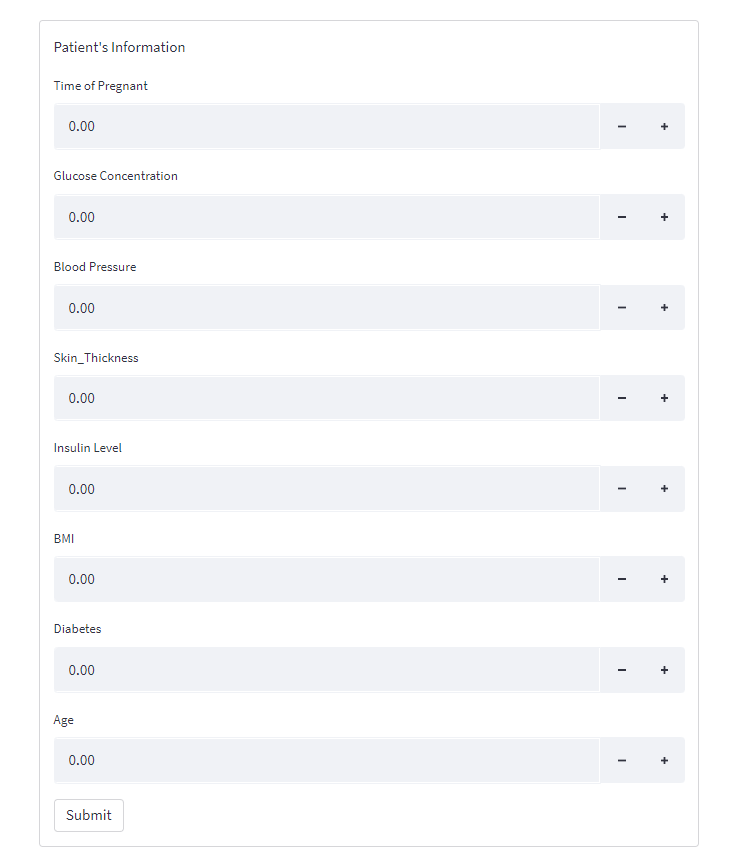 Patient's Information
Time of Pregnant
0.00 − +
Glucose Concentration
0.00 − +
Blood Pressure
0.00 − +
Skin_Thickness
0.00 − +
Insulin Level
0.00 − +
BMI
0.00 − +
Diabetes
0.00 − +
Age
0.00 − +
Submit